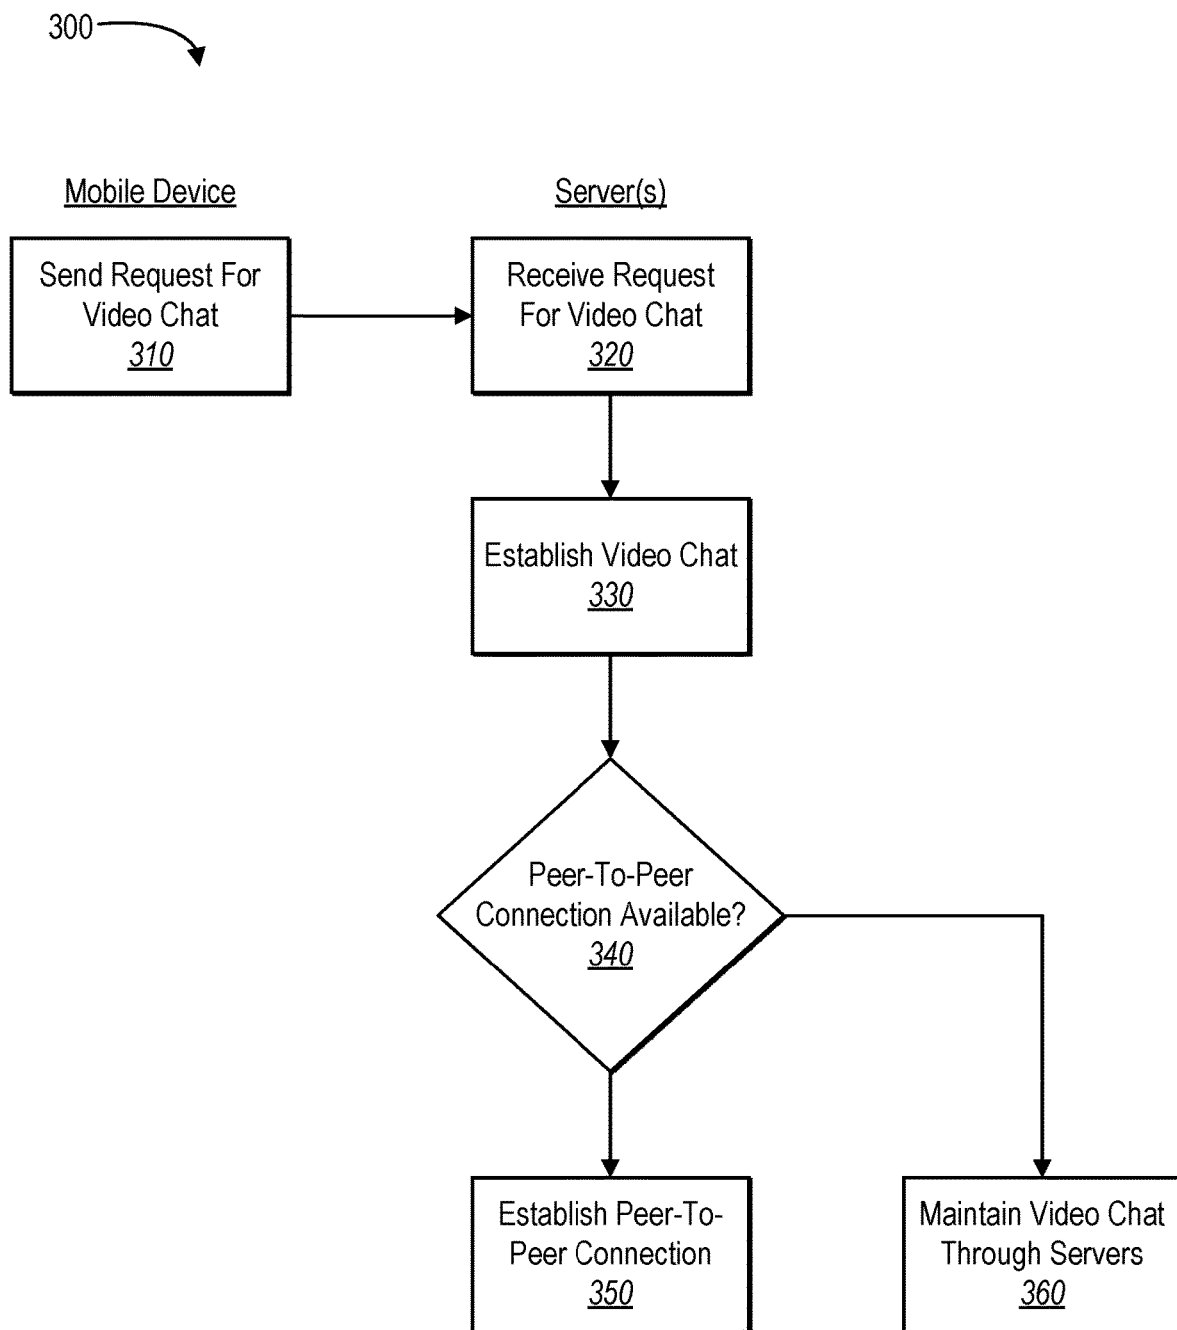 300
Mobile Device
Server(s)
Send Request For
Video Chat
310
Receive Request
For Video Chat
320
Establish Video Chat
330
Peer-To-Peer
Connection Available?
340
Establish Peer-To-
Peer Connection
350
Maintain Video Chat
Through Servers
360